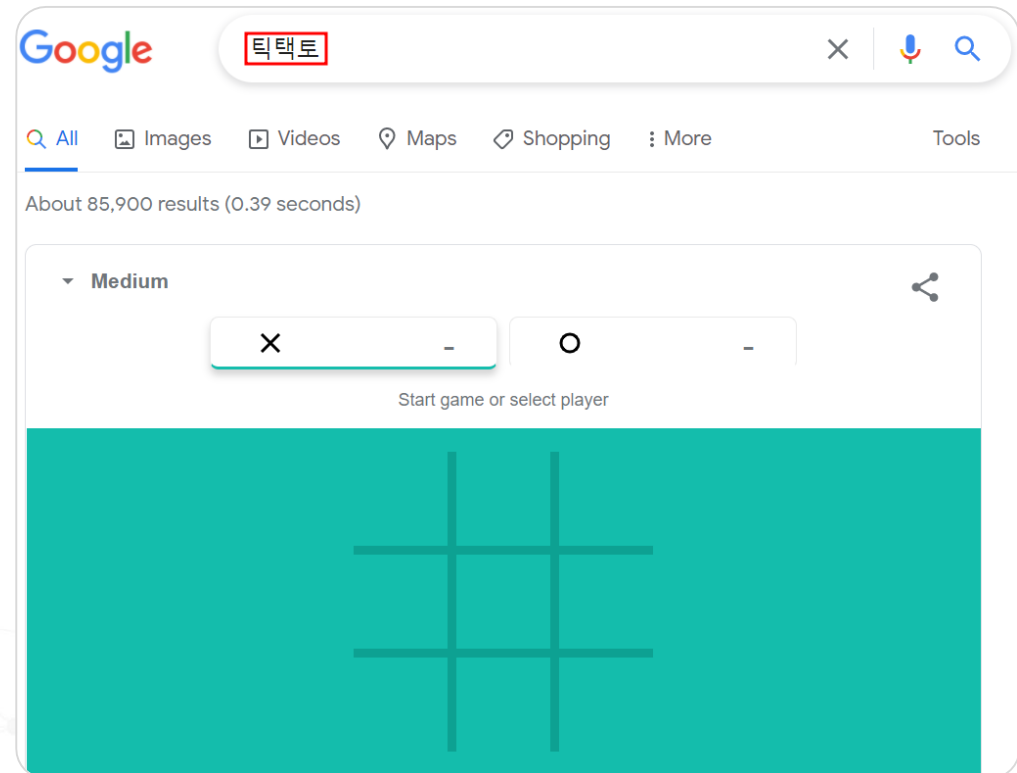 Google 틱택토
All Images Videos Maps Shopping More Tools
About 85,900 results (0.39 seconds)
Medium
X - O -
Start game or select player